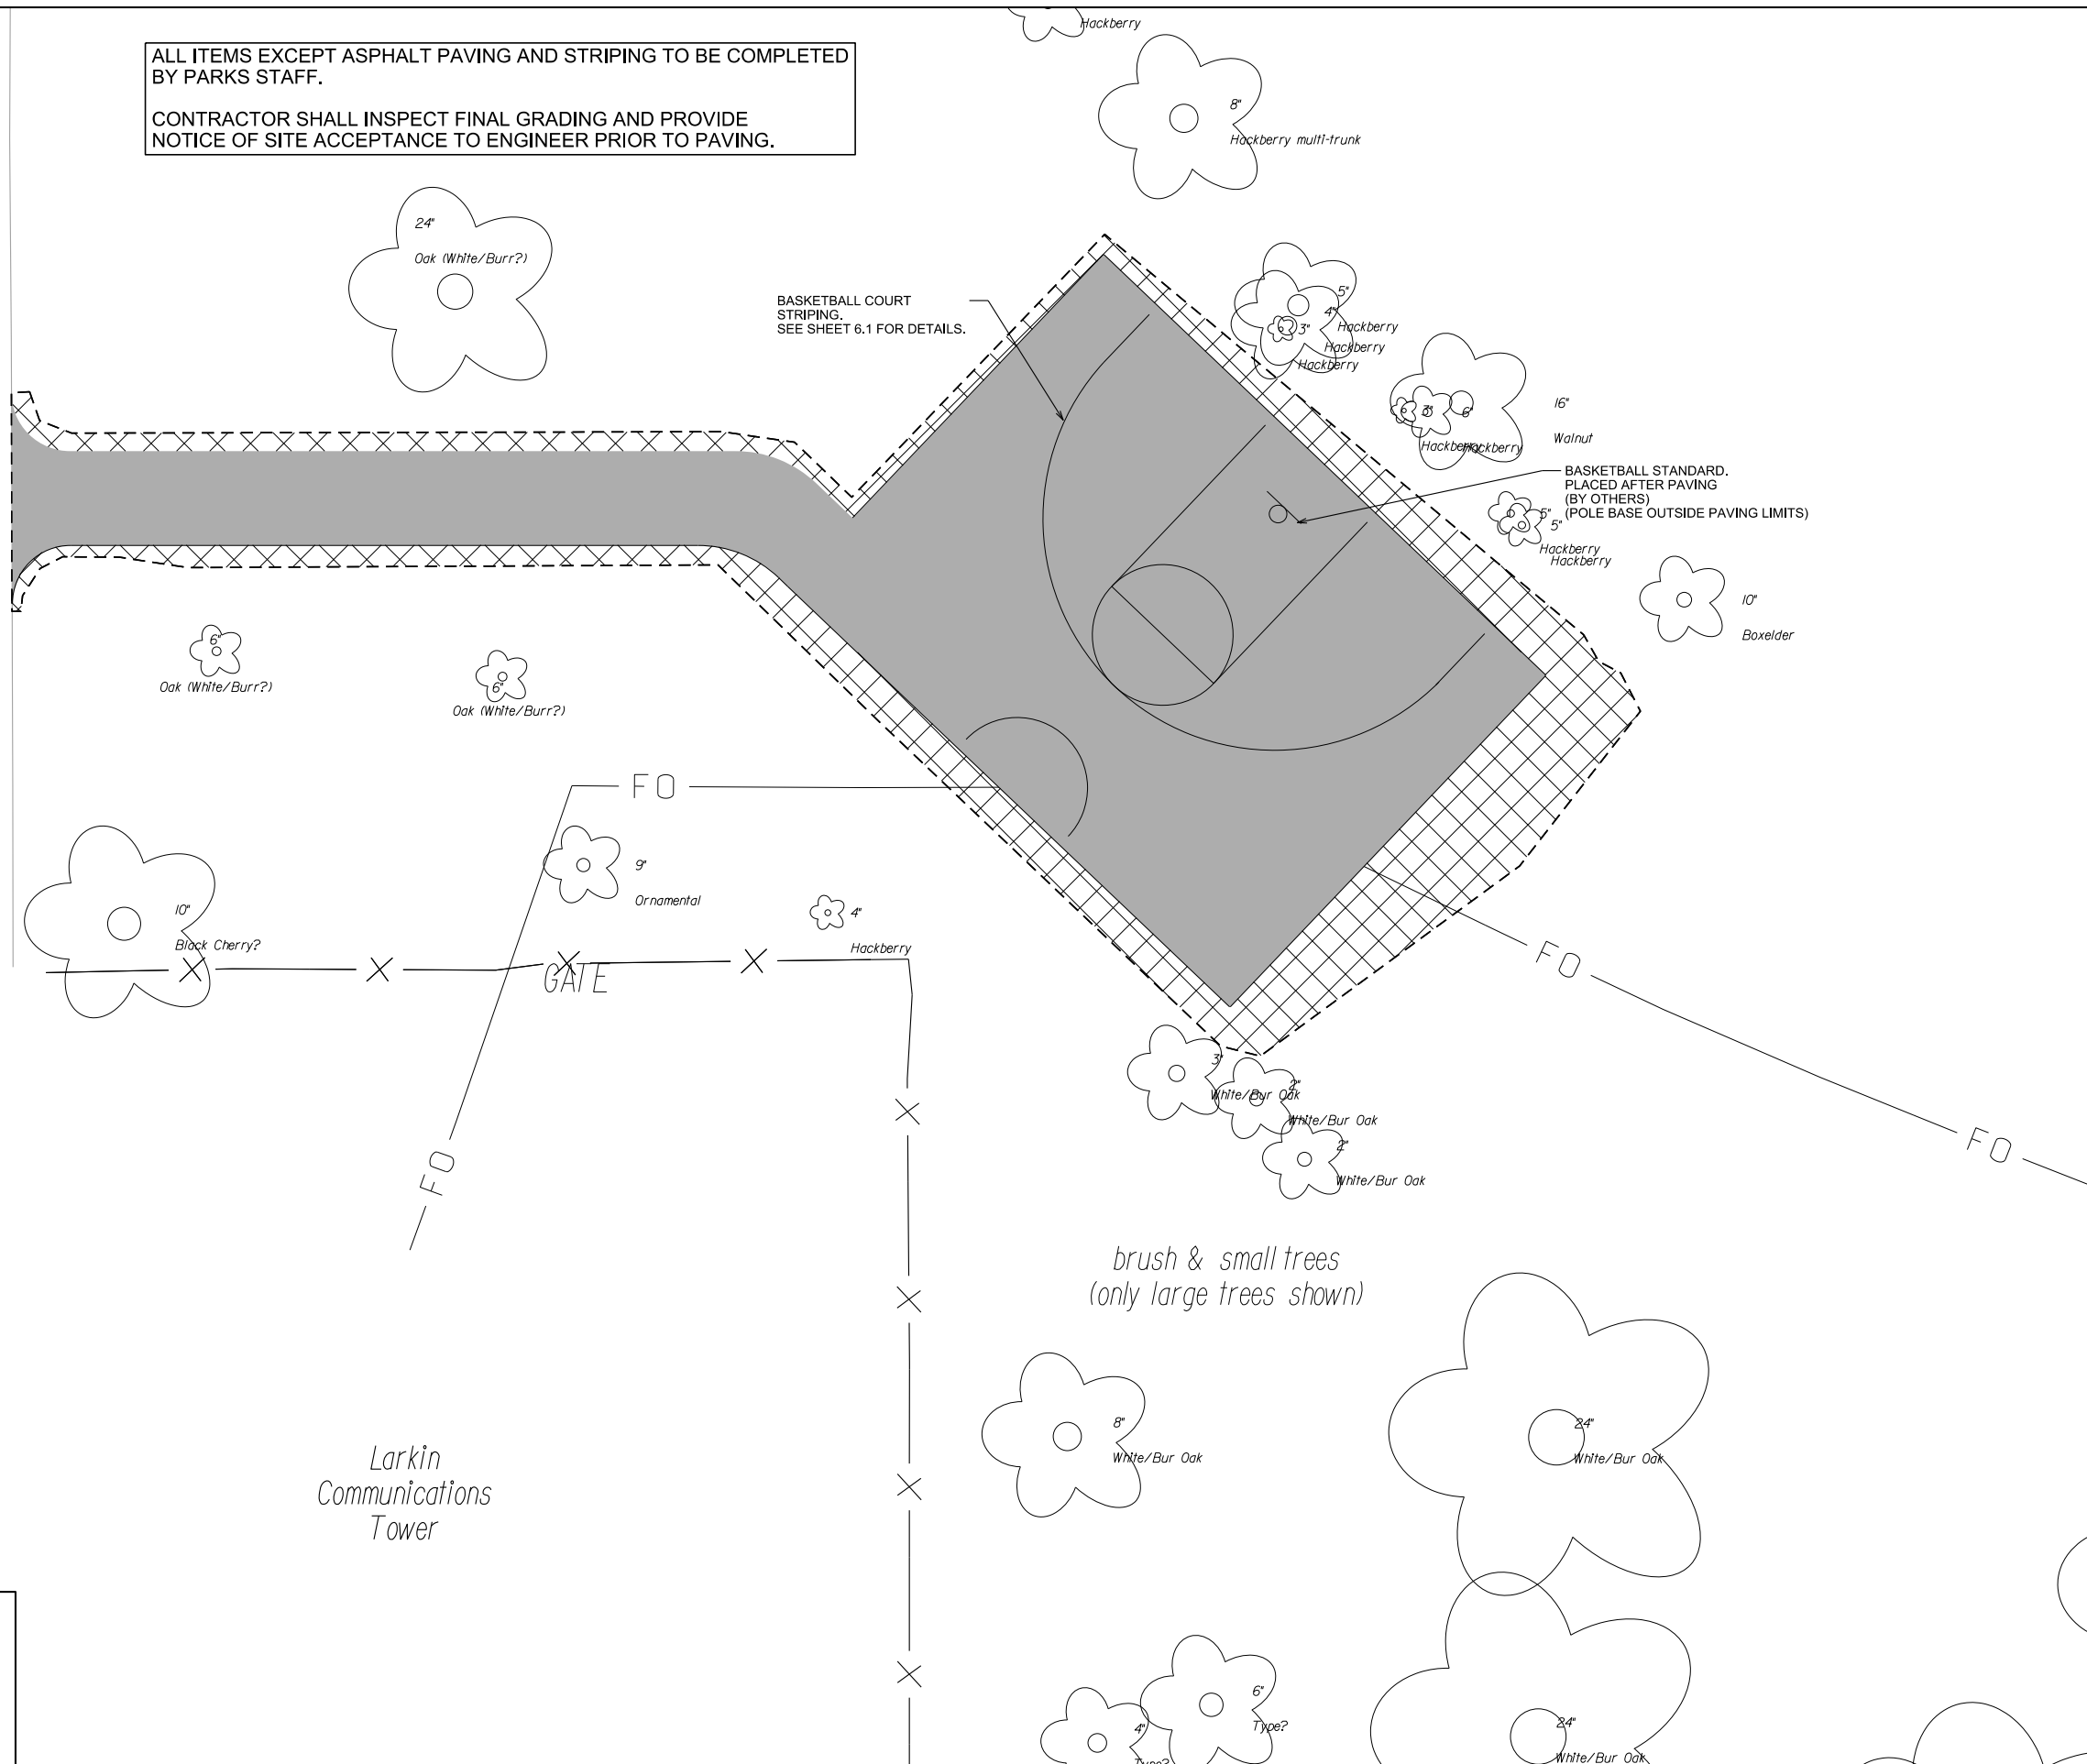 Hackberry
ALL ITEMS EXCEPT ASPHALT PAVING AND STRIPING TO BE COMPLETED
BY PARKS STAFF.
CONTRACTOR SHALL INSPECT FINAL GRADING AND PROVIDE
NOTICE OF SITE ACCEPTANCE TO ENGINEER PRIOR TO PAVING.
8"
Hackberry multi-trunk
24"
Oak (White/Burr?)
BASKETBALL COURT
STRIPING.
SEE SHEET 6.1 FOR DETAILS.
5"
Hackberry
4"
Hackberry
3"
Hackberry
16"
Walnut
3"
Hackberry
6"
Hackberry
BASKETBALL STANDARD.
PLACED AFTER PAVING
(BY OTHERS)
(POLE BASE OUTSIDE PAVING LIMITS)
5"
Hackberry
5"
Hackberry
10"
Boxelder
6"
Oak (White/Burr?)
6"
Oak (White/Burr?)
FO
9"
Ornamental
10"
Black Cherry?
4"
Hackberry
GATE
FO
FO
FO
3"
White/Bur Oak
2"
White/Bur Oak
2"
White/Bur Oak
brush & small trees
(only large trees shown)
8"
White/Bur Oak
24"
White/Bur Oak
Larkin
Communications
Tower
6"
Type?
4"
Type?
24"
White/Bur Oak